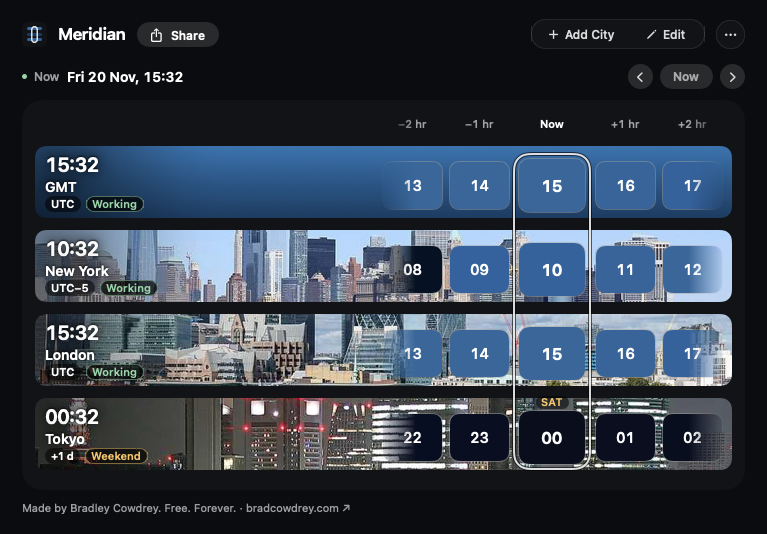 Meridian
Share
+ Add City
Edit
Now Fri 20 Nov, 15:32
Now
−2 hr −1 hr Now +1 hr +2 hr
15:32
GMT
UTC Working
13 14 15 16 17
10:32
New York
UTC−5 Working
08 09 10 11 12
15:32
London
UTC Working
13 14 15 16 17
00:32
Tokyo
+1 d Weekend
SAT
22 23 00 01 02
Made by Bradley Cowdrey. Free. Forever. · bradcowdrey.com ↗